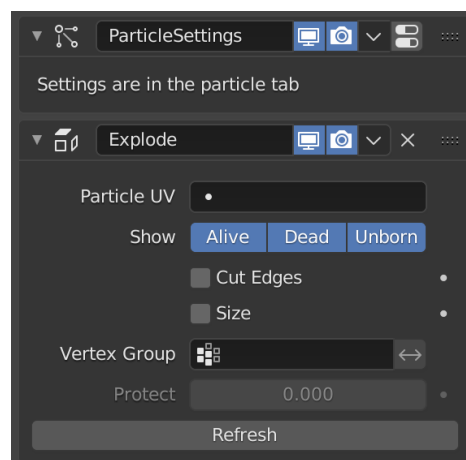 ParticleSettings
Settings are in the particle tab
Explode
Particle UV
Show Alive Dead Unborn
Cut Edges
Size
Vertex Group
Protect 0.000
Refresh